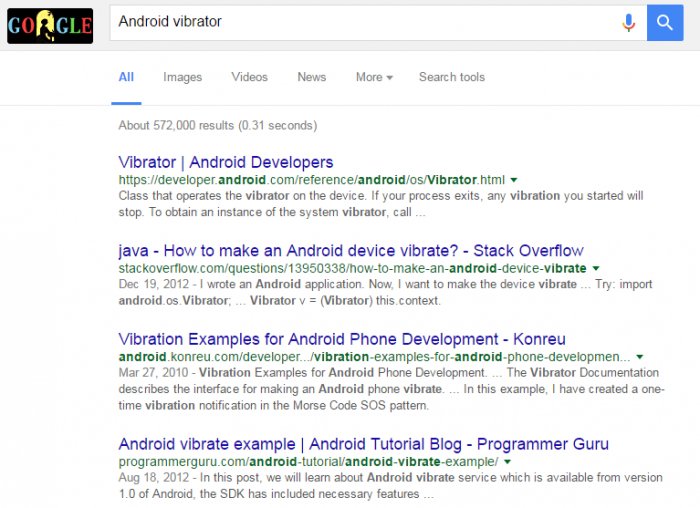 GOOGLE
Android vibrator
All Images Videos News More Search tools
About 572,000 results (0.31 seconds)
Vibrator | Android Developers
https://developer.android.com/reference/android/os/Vibrator.html
Class that operates the vibrator on the device. If your process exits, any vibration you started will
stop. To obtain an instance of the system vibrator, call ...
java - How to make an Android device vibrate? - Stack Overflow
stackoverflow.com/questions/13950338/how-to-make-an-android-device-vibrate
Dec 19, 2012 - I wrote an Android application. Now, I want to make the device vibrate ... Try: import
android.os.Vibrator; ... Vibrator v = (Vibrator) this.context.
Vibration Examples for Android Phone Development - Konreu
android.konreu.com/developer.../vibration-examples-for-android-phone-developmen...
Mar 27, 2010 - Vibration Examples for Android Phone Development. ... The Vibrator Documentation
describes the interface for making an Android phone vibrate. ... In this example, I have created a one-
time vibration notification in the Morse Code SOS pattern.
Android vibrate example | Android Tutorial Blog - Programmer Guru
programmerguru.com/android-tutorial/android-vibrate-example/
Aug 18, 2012 - In this post, we will learn about Android vibrate service which is available from version
1.0 of Android, the SDK has included necessary features ...